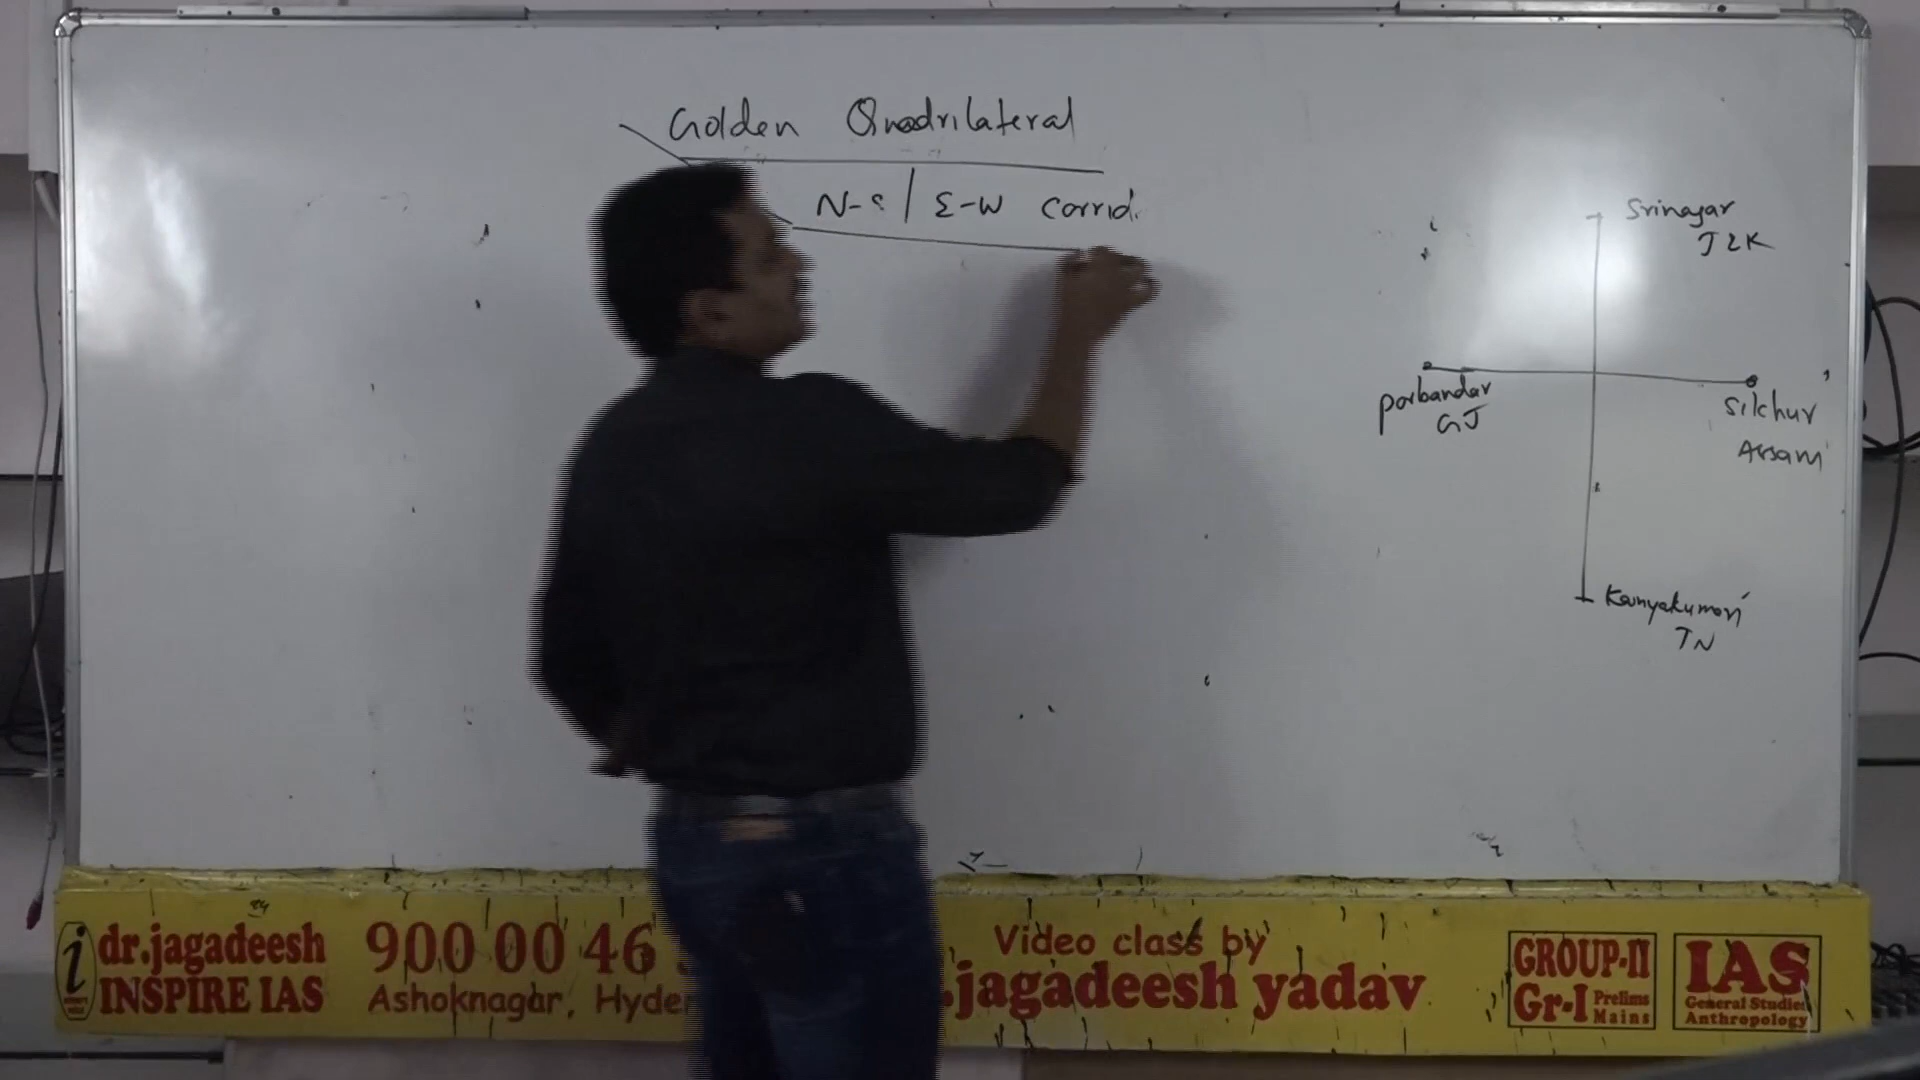 Golden Quadrilateral
N-S | E-W Corrid.
Srinagar
J&K
Porbandar
GJ
Silchur
Assam
Kanyakumari
TN
i dr.jagadeesh
INSPIRE IAS
900 00 46
Ashoknagar, Hyder
Video class by
.jagadeesh yadav
GROUP-II
Gr-I Prelims
Mains
IAS
General Studies
Anthropology